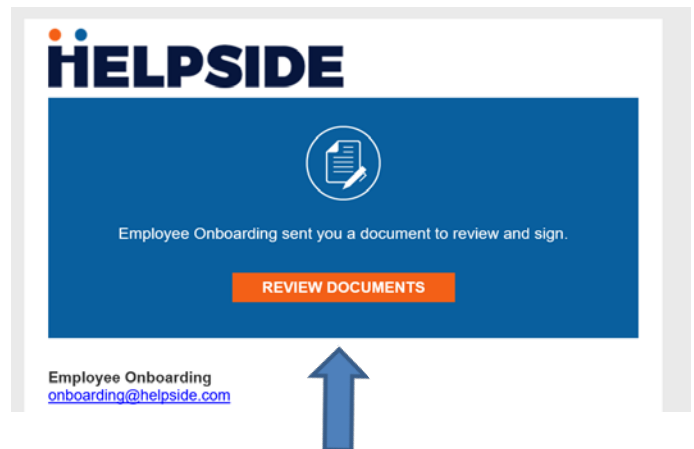 HELPSIDE
Employee Onboarding sent you a document to review and sign.
REVIEW DOCUMENTS
Employee Onboarding
onboarding@helpside.com